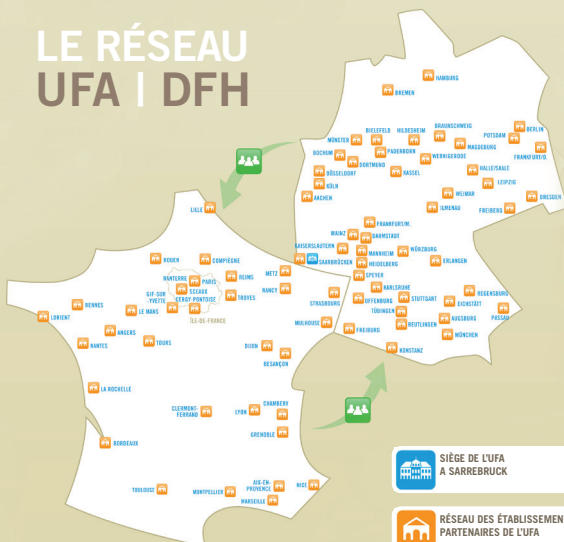 LE RÉSEAU
UFA | DFH
HAMBURG
BREMEN
BIELEFELD
HILDESHEIM
BRAUNSCHWEIG
POTSDAM
BERLIN
MÜNSTER
MAGDEBURG
BOCHUM
PADERBORN
WERNIGERODE
FRANKFURT/O.
DORTMUND
DÜSSELDORF
KASSEL
HALLE/SAALE
KÖLN
LEIPZIG
AACHEN
WEIMAR
DRESDEN
ILMENAU
FREIBERG
LILLE
FRANKFURT/M.
MAINZ
DARMSTADT
KAISERSLAUTERN
MANNHEIM
WÜRZBURG
ROUEN
COMPIÈGNE
SAARBRÜCKEN
HEIDELBERG
ERLANGEN
METZ
SPEYER
NANTERRE
PARIS
REIMS
GIF-SUR
-YVETTE
SCEAUX
CERGY-PONTOISE
NANCY
KARLSRUHE
REGENSBURG
TROYES
STRASBOURG
OFFENBURG
STUTTGART
EICHSTÄTT
RENNES
LE MANS
TÜBINGEN
PASSAU
LORIENT
ÎLE-DE-FRANCE
MULHOUSE
REUTLINGEN
AUGSBURG
ANGERS
FREIBURG
MÜNCHEN
NANTES
TOURS
DIJON
KONSTANZ
BESANÇON
LA ROCHELLE
CLERMONT-
FERRAND
LYON
CHAMBERY
GRENOBLE
BORDEAUX
TOULOUSE
MONTPELLIER
AIX-EN-
PROVENCE
NICE
MARSEILLE
SIÈGE DE L'UFA
A SARREBRUCK
RÉSEAU DES ÉTABLISSEMEN
PARTENAIRES DE L'UFA